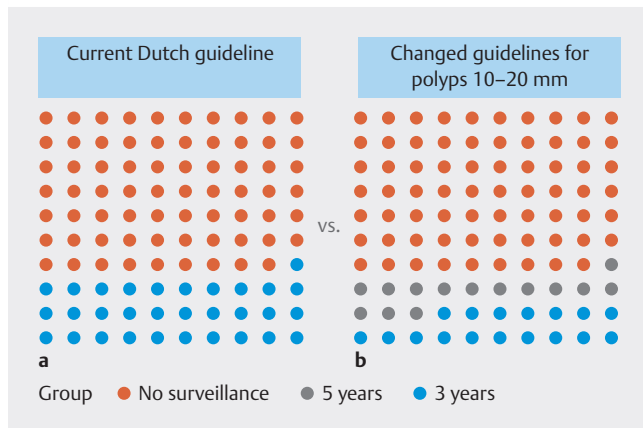 Current Dutch guideline
Changed guidelines for
polyps 10–20 mm
vs.
a
b
Group No surveillance 5 years 3 years